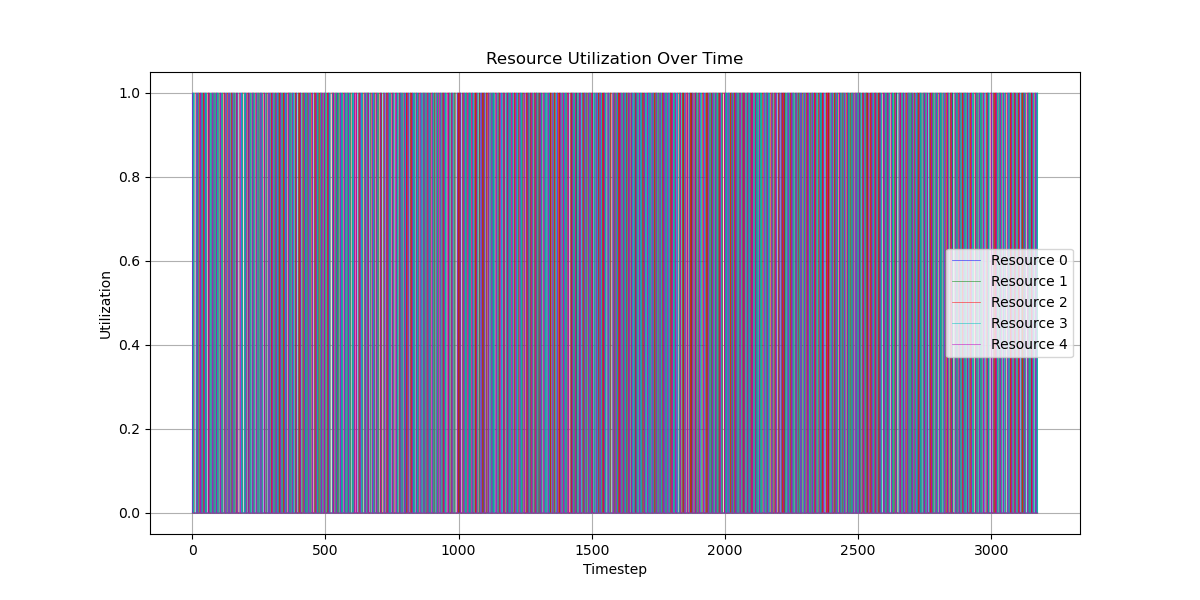 Resource Utilization Over Time
Utilization
1.0
0.8
0.6
0.4
0.2
0.0
Resource 0
Resource 1
Resource 2
Resource 3
Resource 4
0 500 1000 1500 2000 2500 3000
Timestep